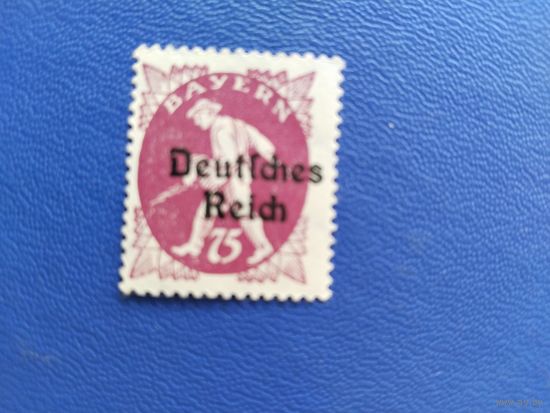 BAYERN
Deutſches
Reich
75